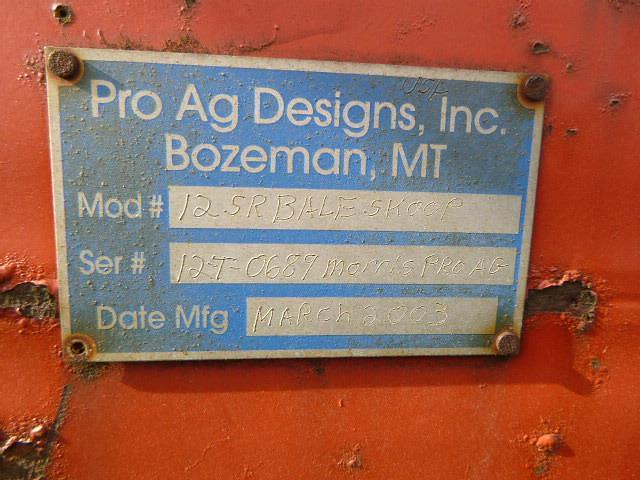 USA
Pro Ag Designs, Inc.
Bozeman, MT
Mod # 12 SR BALE SKOOP
Ser # 12T-0689 morris PRO AG
Date Mfg MARCH 2003